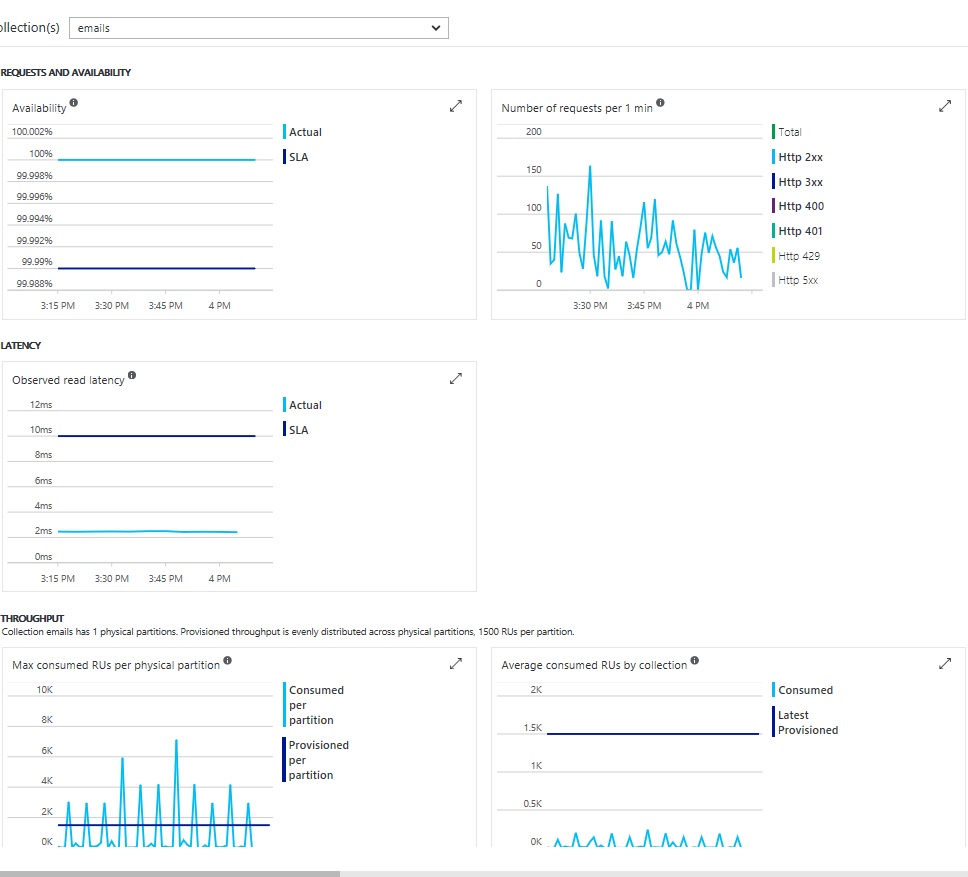 ollection(s)
emails
REQUESTS AND AVAILABILITY
Availability
100.002%
100%
99.998%
99.996%
99.994%
99.992%
99.99%
99.988%
3:15 PM 3:30 PM 3:45 PM 4 PM
Actual
SLA
Number of requests per 1 min
200
150
100
50
0
3:30 PM 3:45 PM 4 PM
Total
Http 2xx
Http 3xx
Http 400
Http 401
Http 429
Http 5xx
LATENCY
Observed read latency
12ms
10ms
8ms
6ms
4ms
2ms
0ms
3:15 PM 3:30 PM 3:45 PM 4 PM
Actual
SLA
THROUGHPUT
Collection emails has 1 physical partitions. Provisioned throughput is evenly distributed across physical partitions, 1500 RUs per partition.
Max consumed RUs per physical partition
10K
8K
6K
4K
2K
0K
Consumed
per
partition
Provisioned
per
partition
Average consumed RUs by collection
2K
1.5K
1K
0.5K
0K
Consumed
Latest
Provisioned